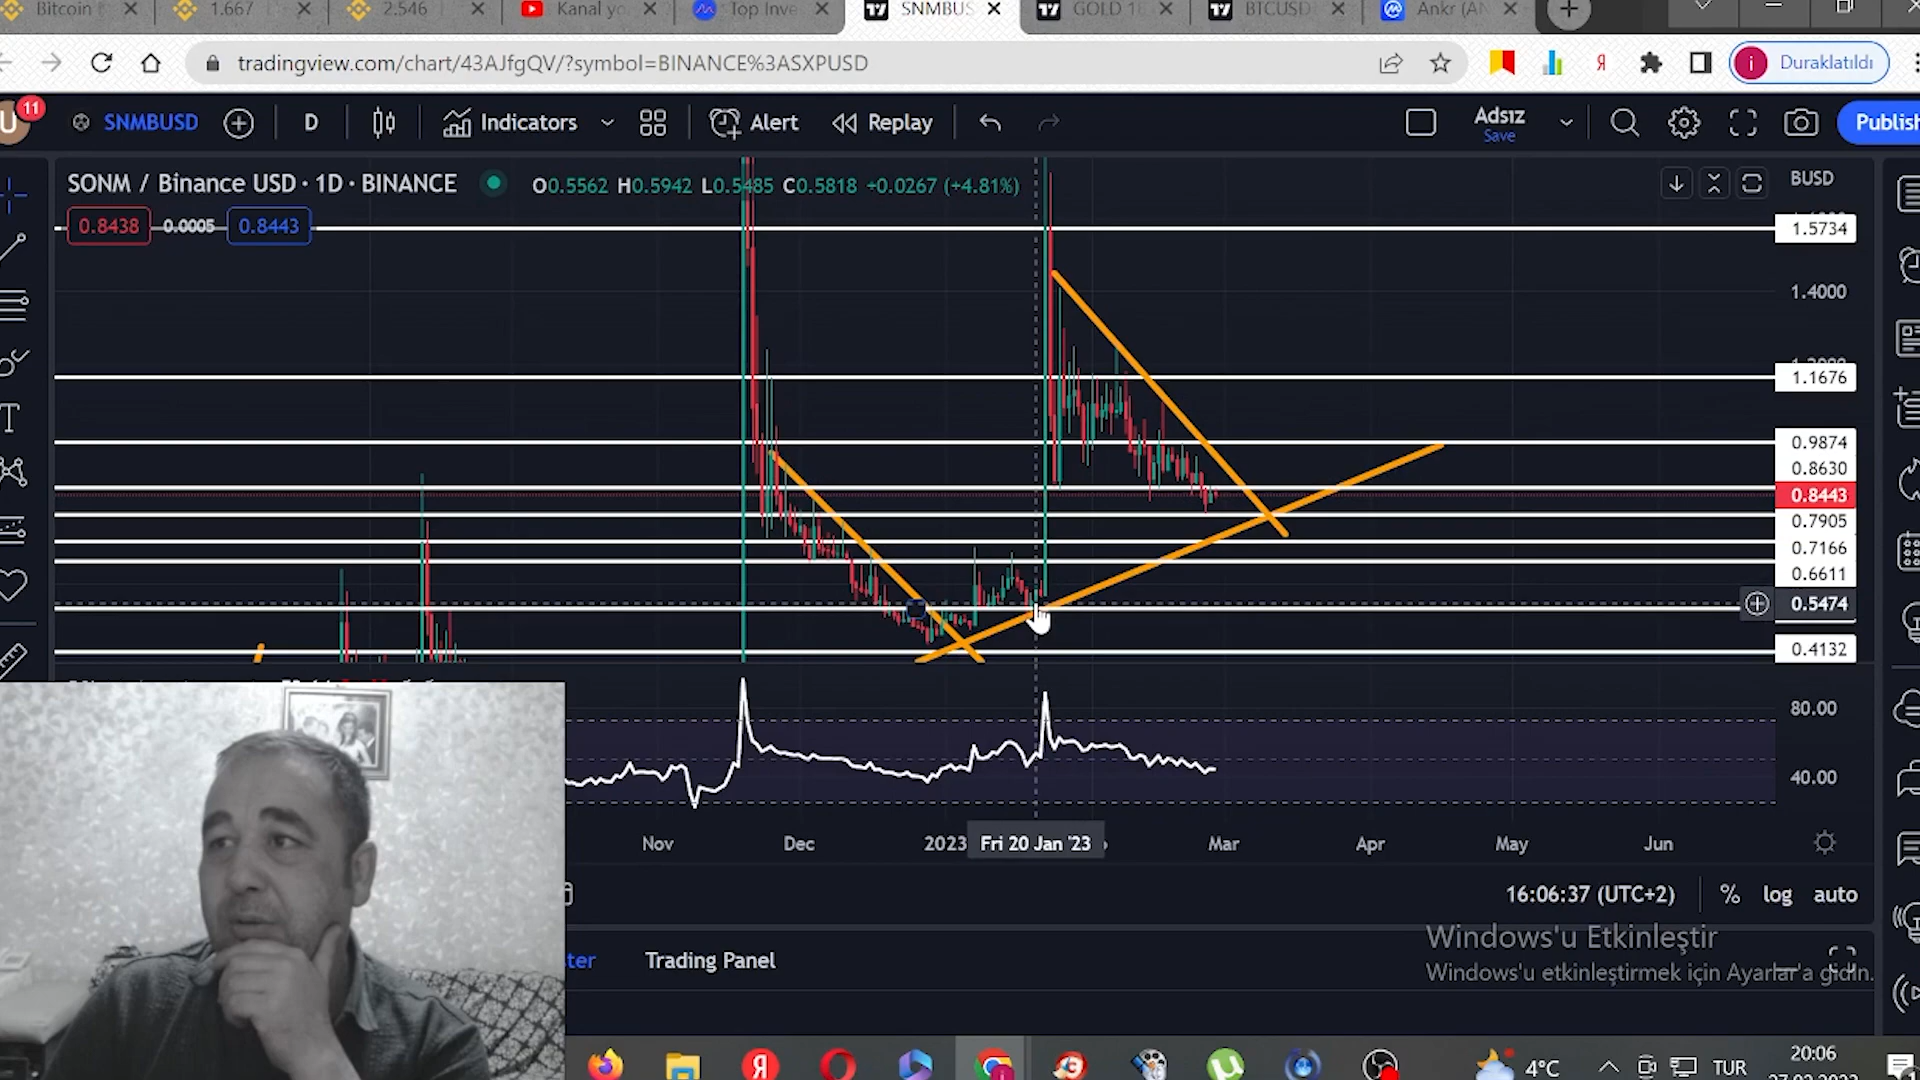 Bitcoin
1.667
2.546
Kanal yo
Top Inve
SNMBUS
GOLD 1
BTCUSD
Ankr (AN
tradingview.com/chart/43AJfgQV/?symbol=BINANCE%3ASXPUSD
Duraklatıldı
U
11
SNMBUSD
D
Indicators
Alert
Replay
Adsız
Save
Publish
SONM / Binance USD · 1D · BINANCE
O0.5562 H0.5942 L0.5485 C0.5818 +0.0267 (+4.81%)
BUSD
0.8438
0.0005
0.8443
1.5734
1.4000
1.1676
0.9874
0.8630
0.8443
0.7905
0.7166
0.6611
0.5474
0.4132
80.00
40.00
Nov
Dec
2023
Fri 20 Jan '23
Mar
Apr
May
Jun
16:06:37 (UTC+2)
%
log
auto
ter
Trading Panel
Windows'u Etkinleştir
Windows'u etkinleştirmek için Ayarlar'a gidin.
4°C
TUR
20:06
27.02.2023